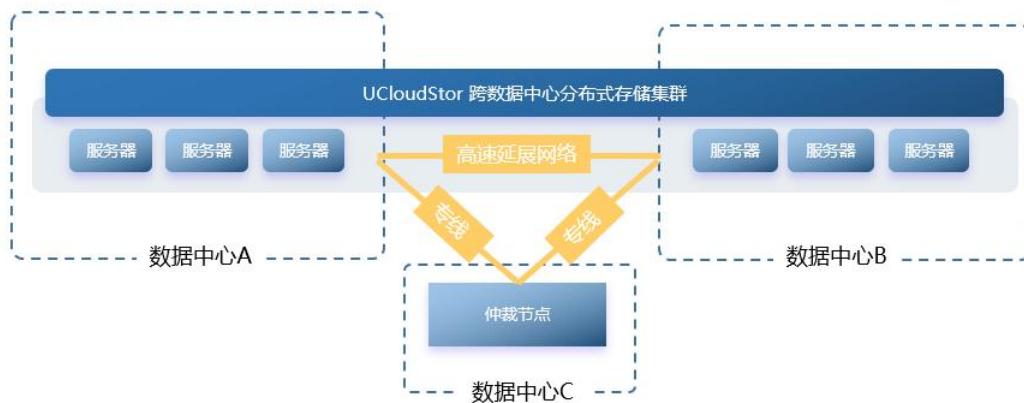 UCloudStor 跨数据中心分布式存储集群
服务器
服务器
服务器
高速延展网络
服务器
服务器
服务器
专线
专线
数据中心A
数据中心B
仲裁节点
数据中心C